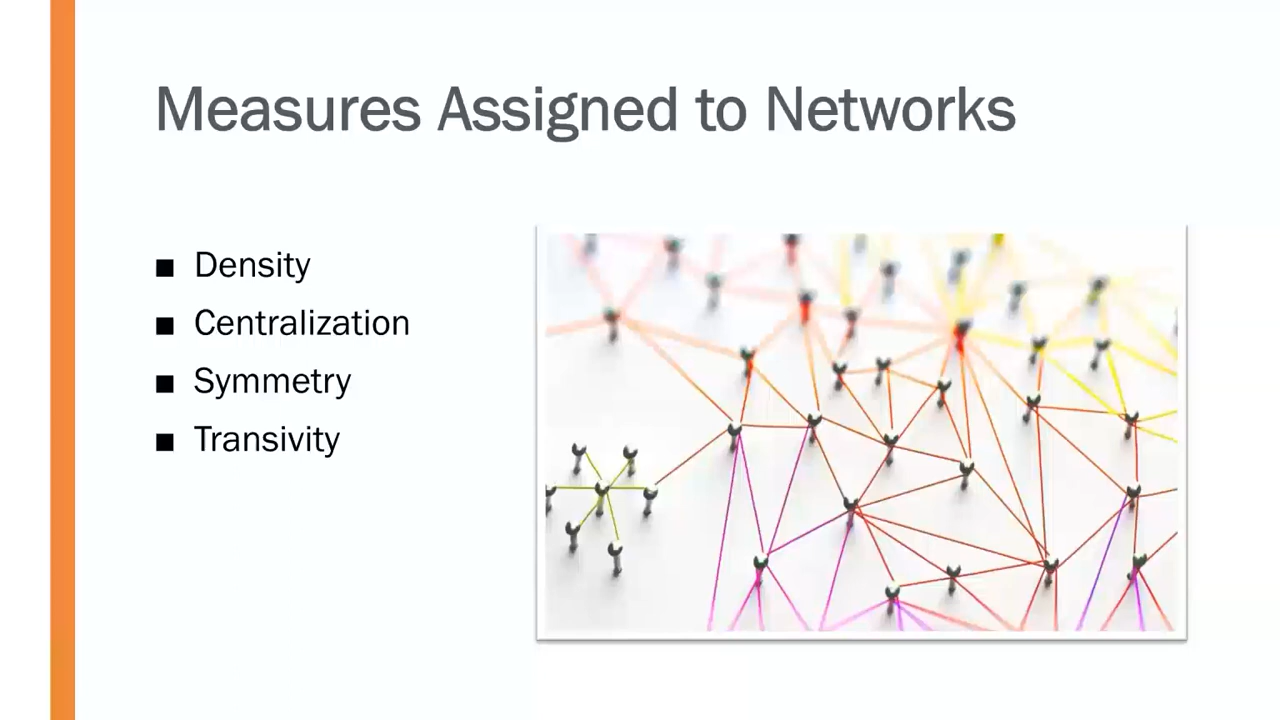 Measures Assigned to Networks
■ Density
■ Centralization
■ Symmetry
■ Transivity